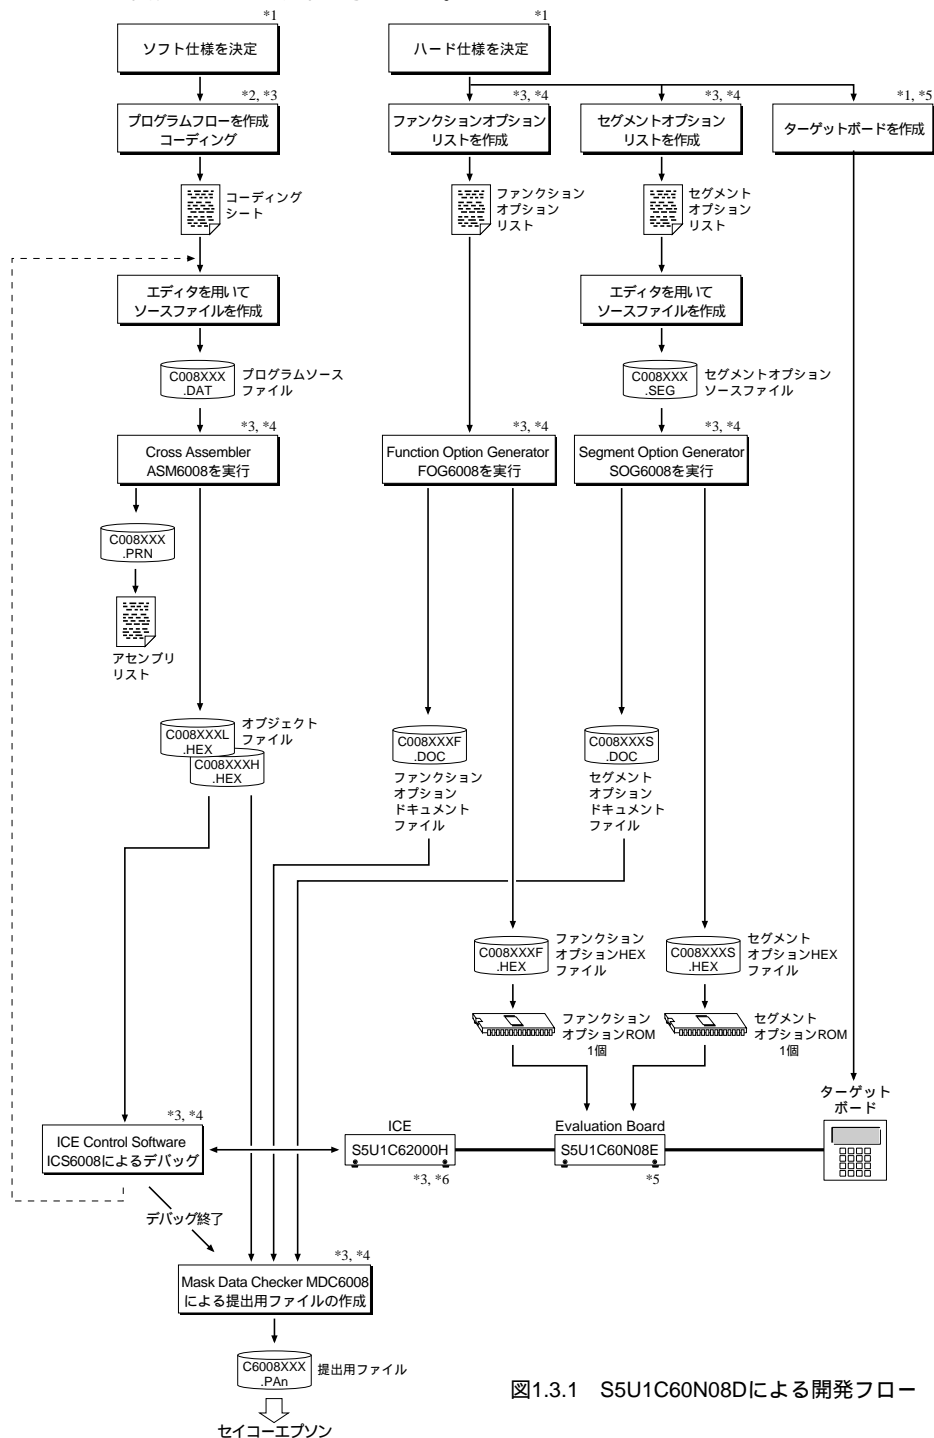 *1
ソフト仕様を決定
*1
ハード仕様を決定
*2, *3
プログラムフローを作成
コーディング
*3, *4
ファンクションオプション
リストを作成
*3, *4
セグメントオプション
リストを作成
*1, *5
ターゲットボードを作成
コーディング
シート
ファンクション
オプション
リスト
セグメント
オプション
リスト
エディタを用いて
ソースファイルを作成
エディタを用いて
ソースファイルを作成
C008XXX
.DAT
プログラムソース
ファイル
C008XXX
.SEG
セグメントオプション
ソースファイル
*3, *4
Cross Assembler
ASM6008を実行
*3, *4
Function Option Generator
FOG6008を実行
*3, *4
Segment Option Generator
SOG6008を実行
C008XXX
.PRN
アセンブリ
リスト
C008XXXL
.HEX
C008XXXH
.HEX
オブジェクト
ファイル
C008XXXF
.DOC
ファンクション
オプション
ドキュメント
ファイル
C008XXXS
.DOC
セグメント
オプション
ドキュメント
ファイル
C008XXXF
.HEX
ファンクション
オプションHEX
ファイル
C008XXXS
.HEX
セグメント
オプションHEX
ファイル
ファンクション
オプションROM
1個
セグメント
オプションROM
1個
ターゲット
ボード
*3, *4
ICE Control Software
ICS6008によるデバッグ
ICE
S5U1C62000H
*3, *6
Evaluation Board
S5U1C60N08E
*5
デバッグ終了
*3, *4
Mask Data Checker MDC6008
による提出用ファイルの作成
C6008XXX
.PAn
提出用ファイル
セイコーエプソン
図1.3.1 S5U1C60N08Dによる開発フロー